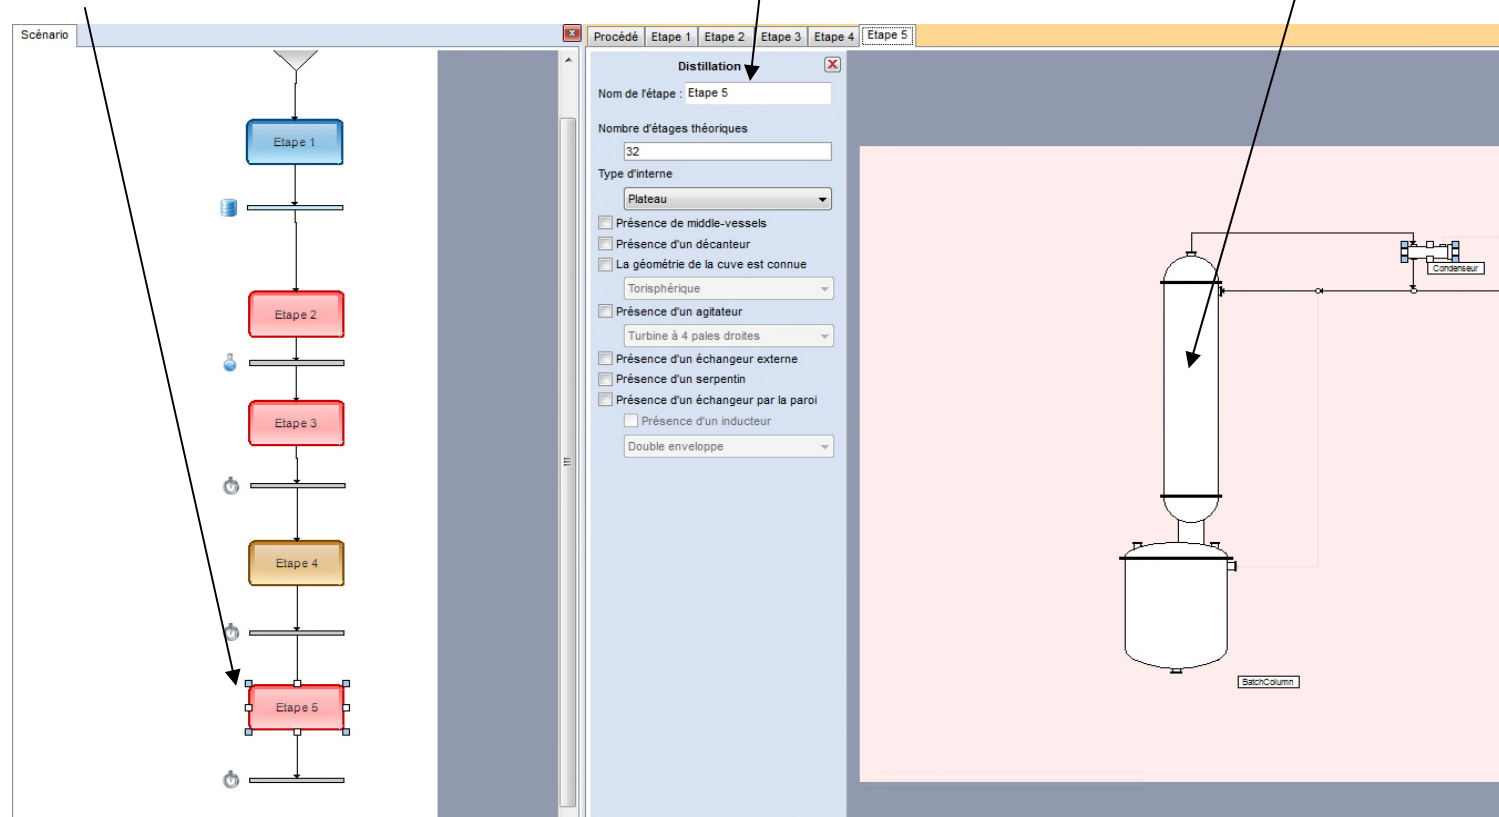 Scénario
Etape 1
Etape 2
Etape 3
Etape 4
Etape 5
Procédé Etape 1 Etape 2 Etape 3 Etape 4 Etape 5
Distillation
Nom de l'étape : Etape 5
Nombre d'étages théoriques
32
Type d'interne
Plateau
Présence de middle-vessels
Présence d'un décanteur
La géométrie de la cuve est connue
Torisphérique
Présence d'un agitateur
Turbine à 4 pales droites
Présence d'un échangeur externe
Présence d'un serpentin
Présence d'un échangeur par la paroi
Présence d'un inducteur
Double enveloppe
Condenseur
BatchColumn